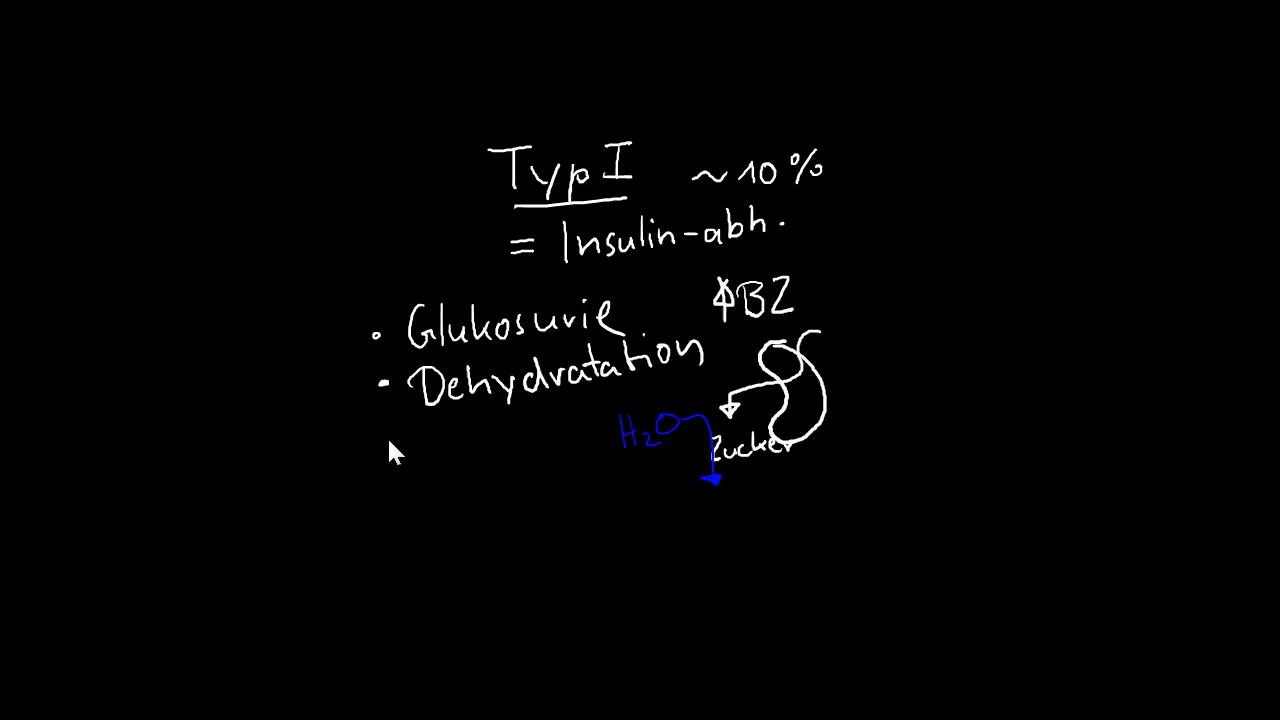 Typ I ~10%
= Insulin-abh.
• Glukosurie ↑BZ
• Dehydratation
H₂O Zucker